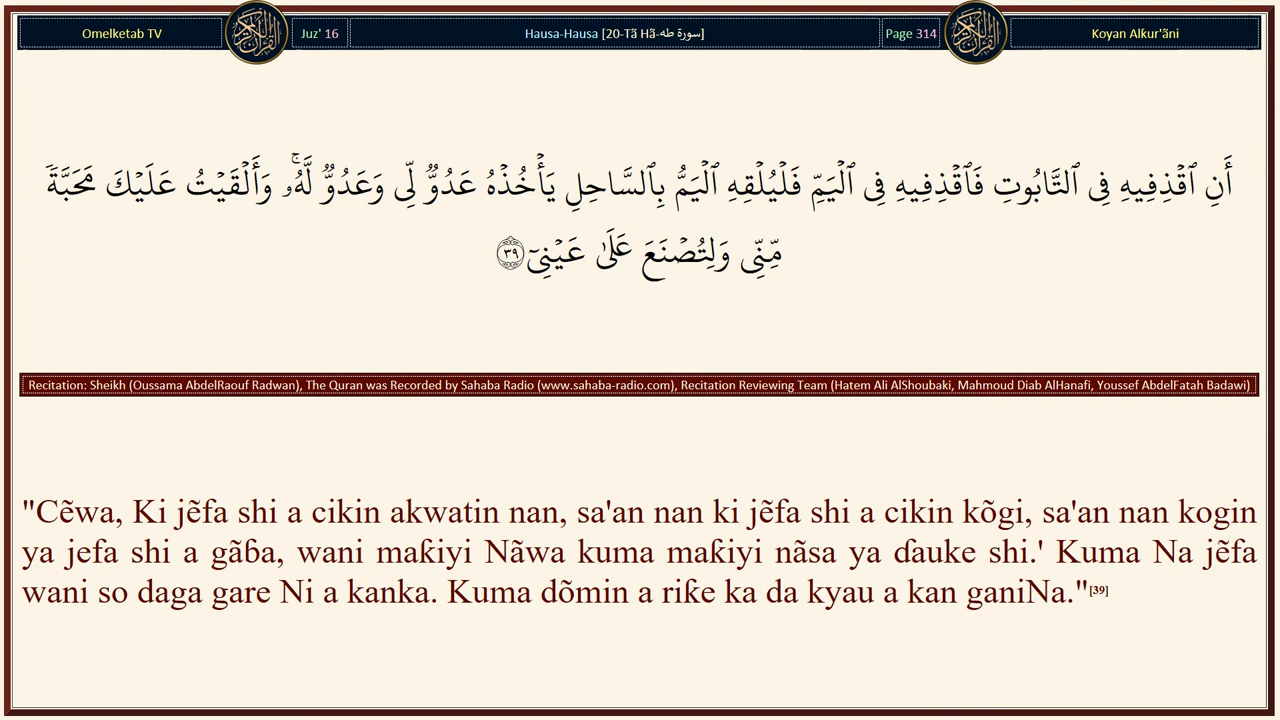 Omelketab TV
Juz' 16
Hausa-Hausa [20-Tã Hã-سورة طه]
Page 314
Koyan Alƙur'ãni
أَنِ ٱقۡذِفِيهِ فِى ٱلتَّابُوتِ فَٱقۡذِفِيهِ فِى ٱلۡيَمِّ فَلۡيُلۡقِهِ ٱلۡيَمُّ بِٱلسَّاحِلِ يَأۡخُذۡهُ عَدُوࣱّ لِّى وَعَدُوࣱّ لَّهُۥۚ وَأَلۡقَيۡتُ عَلَيۡكَ مَحَبَّةࣰ
مِّنِّى وَلِتُصۡنَعَ عَلَىٰ عَيۡنِىٓ ٣٩
Recitation: Sheikh (Oussama AbdelRaouf Radwan), The Quran was Recorded by Sahaba Radio (www.sahaba-radio.com), Recitation Reviewing Team (Hatem Ali AlShoubaki, Mahmoud Diab AlHanafi, Youssef AbdelFatah Badawi)
"Cẽwa, Ki jẽfa shi a cikin akwatin nan, sa'an nan ki jẽfa shi a cikin kõgi, sa'an nan kogin
ya jefa shi a gãɓa, wani maƙiyi Nãwa kuma maƙiyi nãsa ya ɗauke shi.' Kuma Na jẽfa
wani so daga gare Ni a kanka. Kuma dõmin a riƙe ka da kyau a kan ganiNa."[39]